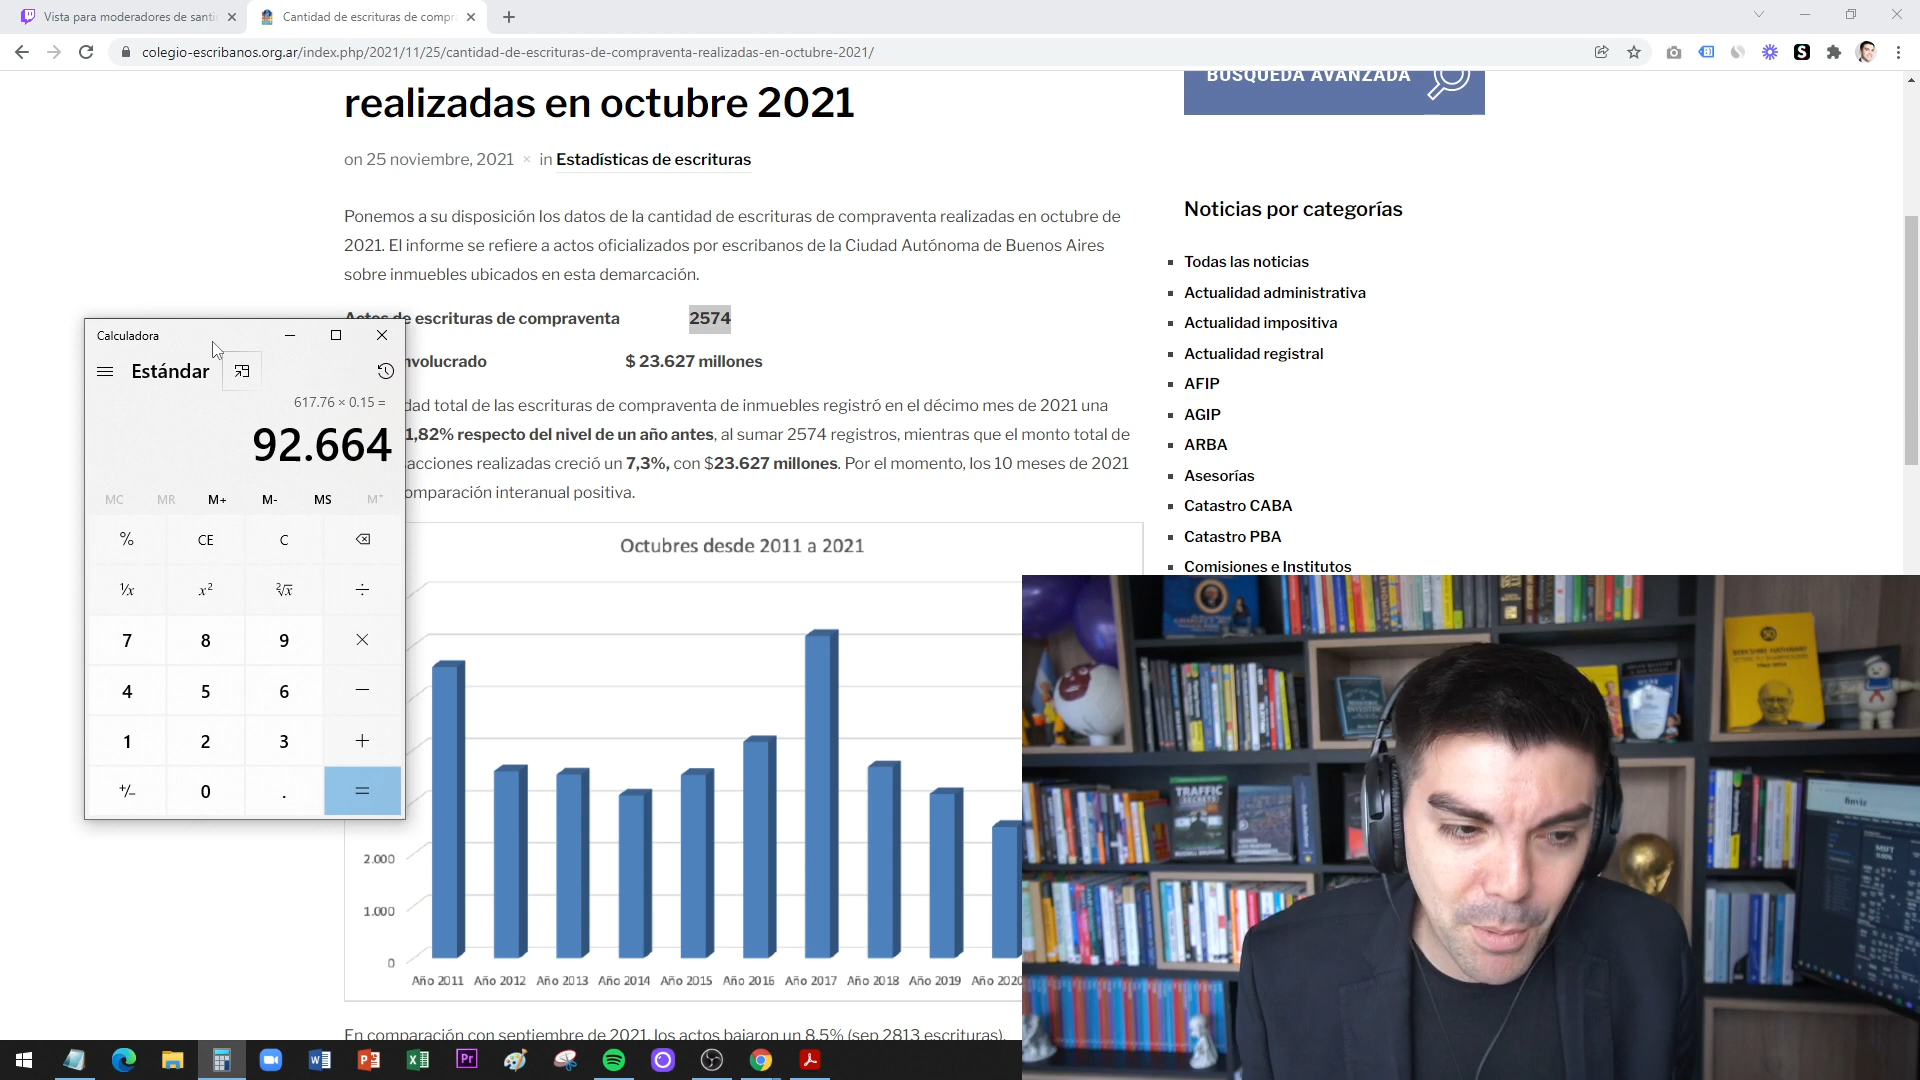 Vista para moderadores de santi
Cantidad de escrituras de compra
colegio-escribanos.org.ar/index.php/2021/11/25/cantidad-de-escrituras-de-compraventa-realizadas-en-octubre-2021/
BÚSQUEDA AVANZADA
realizadas en octubre 2021
on 25 noviembre, 2021 × in Estadísticas de escrituras
Ponemos a su disposición los datos de la cantidad de escrituras de compraventa realizadas en octubre de
2021. El informe se refiere a actos oficializados por escribanos de la Ciudad Autónoma de Buenos Aires
sobre inmuebles ubicados en esta demarcación.
Actos de escrituras de compraventa 2574
nvolucrado $ 23.627 millones
dad total de las escrituras de compraventa de inmuebles registró en el décimo mes de 2021 una
1,82% respecto del nivel de un año antes, al sumar 2574 registros, mientras que el monto total de
acciones realizadas creció un 7,3%, con $23.627 millones. Por el momento, los 10 meses de 2021
omparación interanual positiva.
Octubres desde 2011 a 2021
2.000
1.000
0
Año 2011 Año 2012 Año 2013 Año 2014 Año 2015 Año 2016 Año 2017 Año 2018 Año 2019 Año 2020
En comparación con septiembre de 2021, los actos bajaron un 8,5% (sep 2813 escrituras),
Noticias por categorías
Todas las noticias
Actualidad administrativa
Actualidad impositiva
Actualidad registral
AFIP
AGIP
ARBA
Asesorías
Catastro CABA
Catastro PBA
Comisiones e Institutos
Calculadora
Estándar
617.76 × 0.15 =
92.664
MC MR M+ M- MS M˅
% CE C
¹/x x² ²√x ÷
7 8 9 ×
4 5 6 −
1 2 3 +
+/− 0 . =
TRAFFIC
SECRETS
BERKSHIRE HATHAWAY
finviz
MSFT
Pr